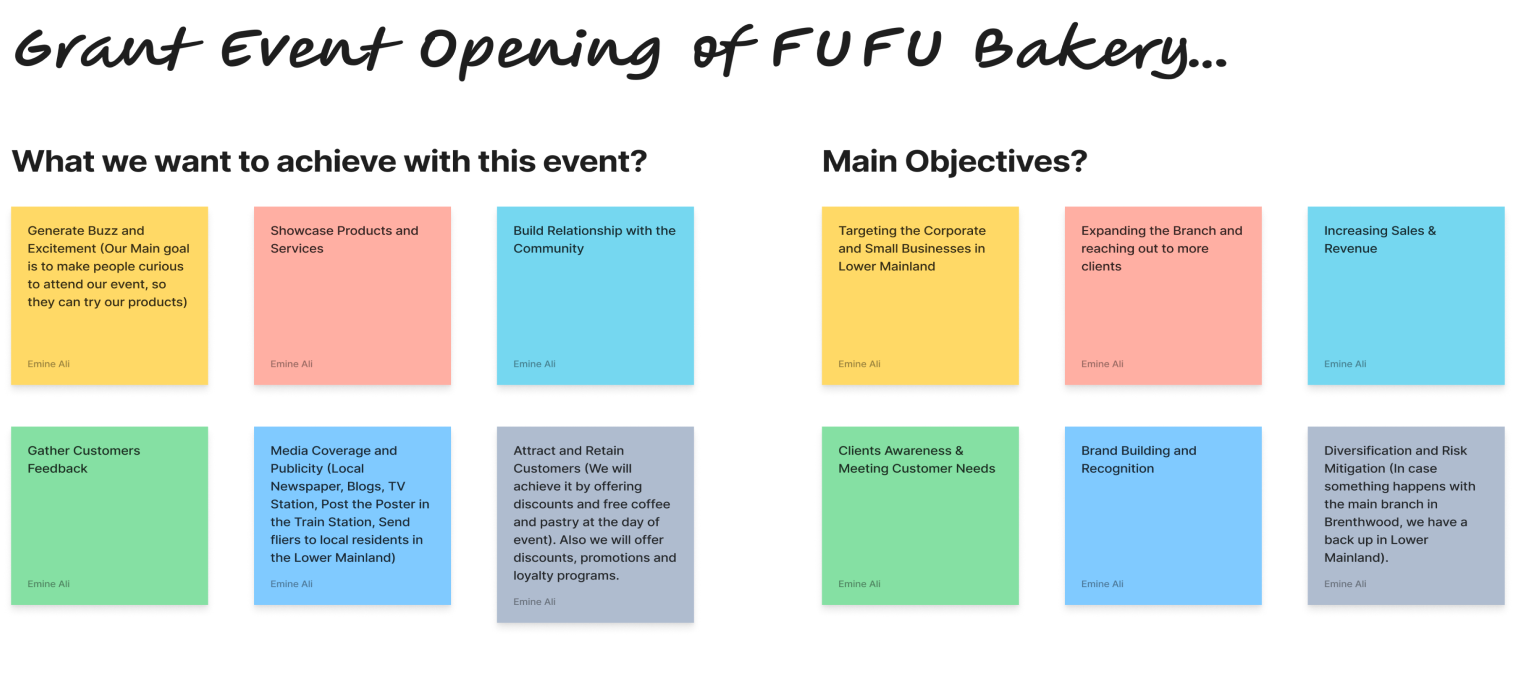 Grant Event Opening of FUFU Bakery...
What we want to achieve with this event?
Generate Buzz and
Excitement (Our Main goal
is to make people curious
to attend our event, so
they can try our products)
Emine Ali
Showcase Products and
Services
Emine Ali
Build Relationship with the
Community
Emine Ali
Gather Customers
Feedback
Emine Ali
Media Coverage and
Publicity (Local
Newspaper, Blogs, TV
Station, Post the Poster in
the Train Station, Send
fliers to local residents in
the Lower Mainland)
Emine Ali
Attract and Retain
Customers (We will
achieve it by offering
discounts and free coffee
and pastry at the day of
event). Also we will offer
discounts, promotions and
loyalty programs.
Emine Ali
Main Objectives?
Targeting the Corporate
and Small Businesses in
Lower Mainland
Emine Ali
Expanding the Branch and
reaching out to more
clients
Emine Ali
Increasing Sales &
Revenue
Emine Ali
Clients Awareness &
Meeting Customer Needs
Emine Ali
Brand Building and
Recognition
Emine Ali
Diversification and Risk
Mitigation (In case
something happens with
the main branch in
Brenthwood, we have a
back up in Lower
Mainland).
Emine Ali